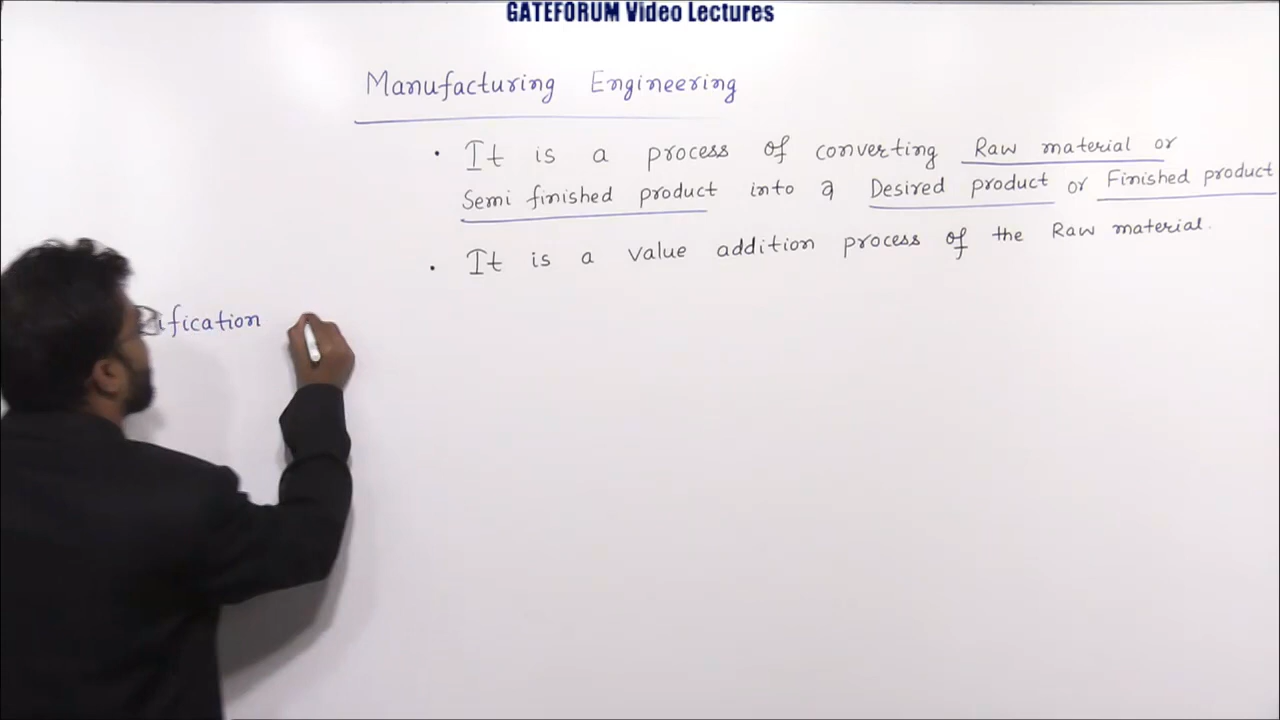 GATEFORUM Video Lectures
Manufacturing Engineering
• It is a process of converting Raw material or
Semi finished product into a Desired product or Finished product
• It is a value addition process of the Raw material.